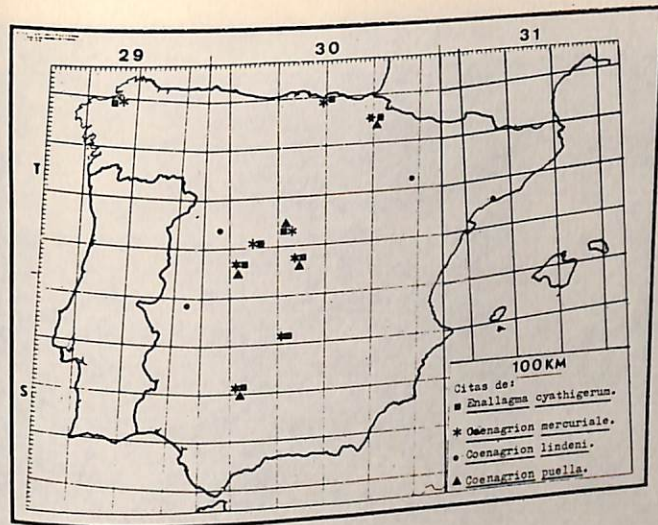 29 30 31
T
S
100KM
Citas de:
Enallagma cyathigerum.
Coenagrion mercuriale.
Coenagrion lindeni.
Coenagrion puella.